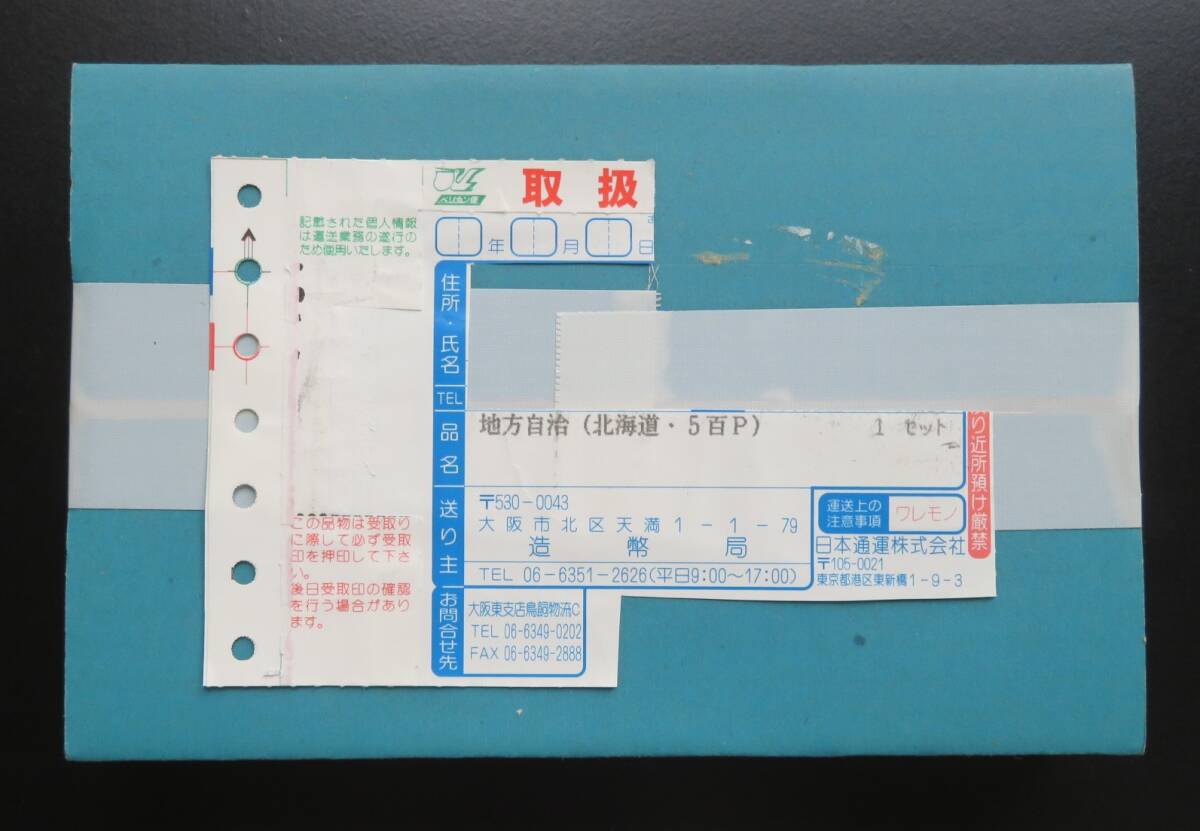 ペリカン便
取扱
記載された個人情報
は運送業務の遂行の
ため使用いたします。
年 月 日
住所・氏名
TEL
品名
地方自治(北海道・5百P) 1 セット
り近所預け厳禁
送り主
〒530-0043
大阪市北区天満1-1-79
造幣局
TEL 06-6351-2626(平日9:00〜17:00)
運送上の
注意事項
ワレモノ
日本通運株式会社
〒105-0021
東京都港区東新橋1-9-3
この品物は受取り
に際して必ず受取
印を押印して下さ
い。
後日受取印の確認
を行う場合があり
ます。
お問合せ先
大阪東支店鳥飼物流C
TEL 06-6349-0202
FAX 06-6349-2888